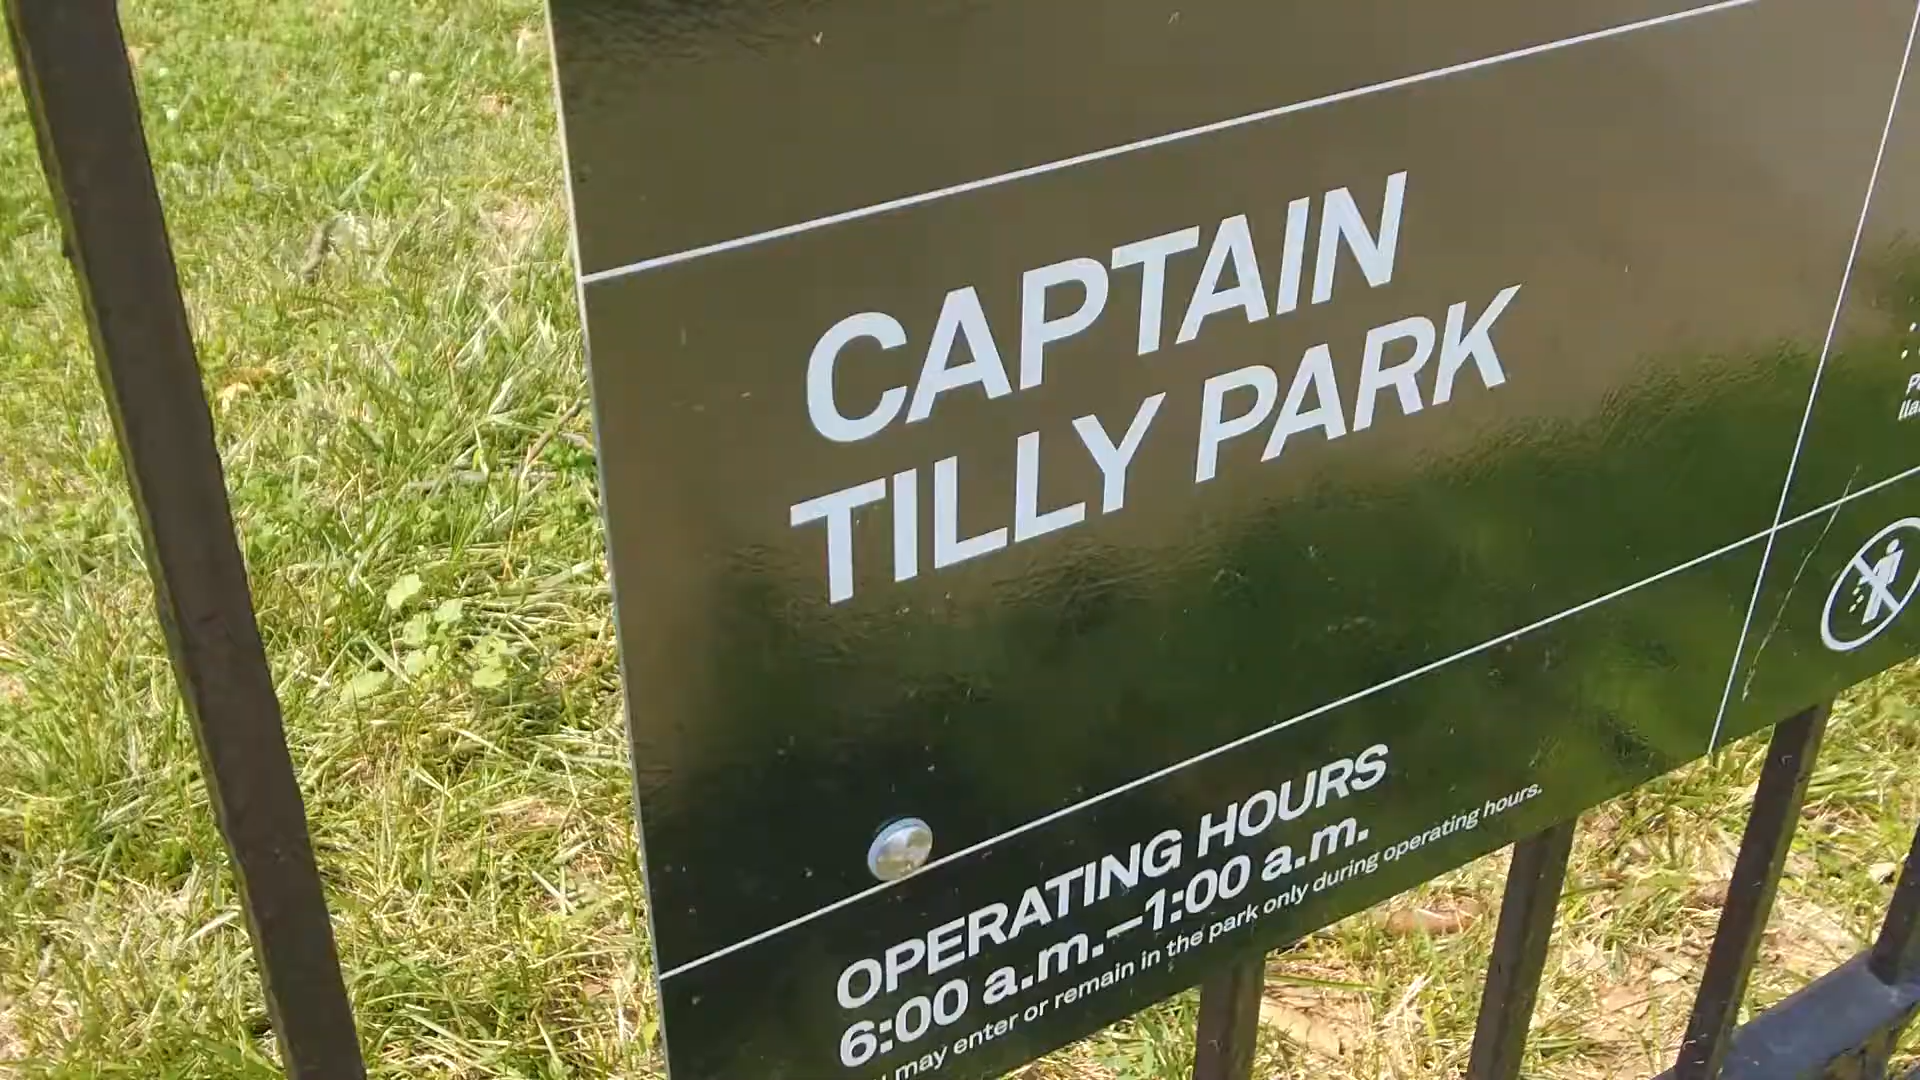 CAPTAIN
TILLY PARK
OPERATING HOURS
6:00 a.m.–1:00 a.m.
may enter or remain in the park only during operating hours.